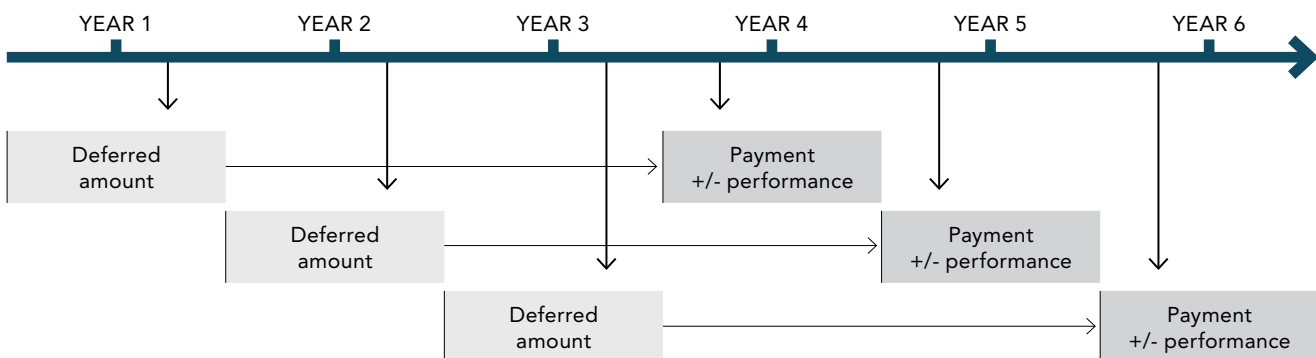 YEAR 1 YEAR 2 YEAR 3 YEAR 4 YEAR 5 YEAR 6
Deferred
amount
Payment
+/- performance
Deferred
amount
Payment
+/- performance
Deferred
amount
Payment
+/- performance